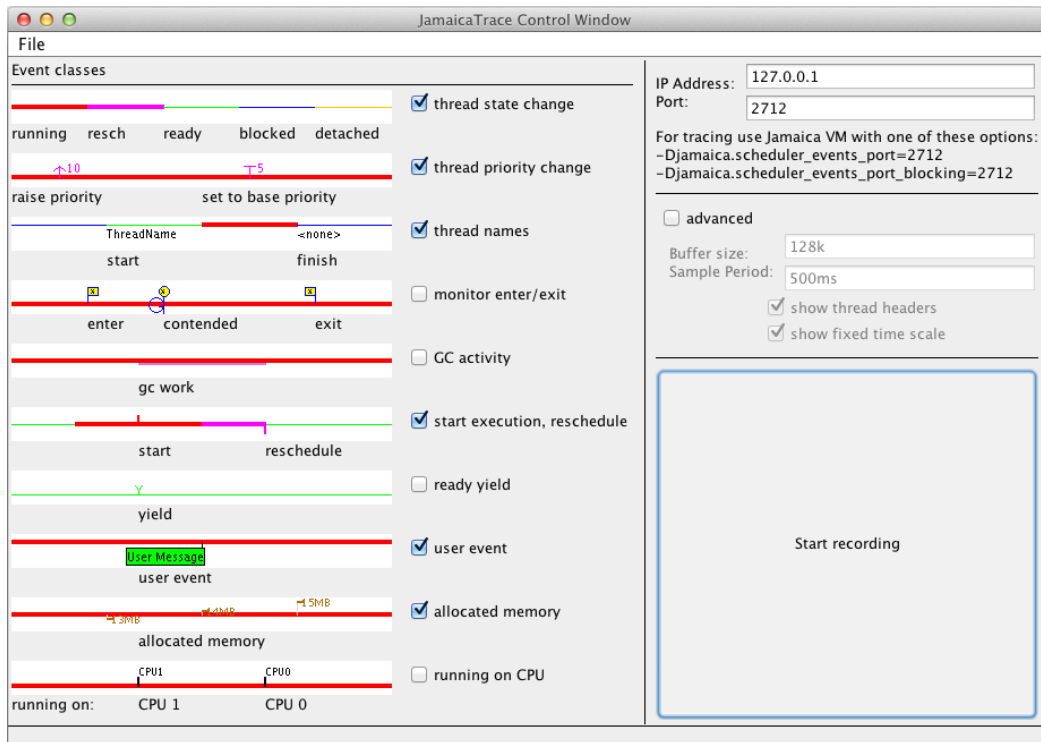 JamaicaTrace Control Window
File
Event classes
thread state change
running resch ready blocked detached
10 5
thread priority change
raise priority set to base priority
ThreadName <none>
thread names
start finish
x x x
monitor enter/exit
enter contended exit
GC activity
gc work
start execution, reschedule
start reschedule
ready yield
yield
User Message
user event
user event
3MB 4MB 5MB
allocated memory
allocated memory
CPU1 CPU0
running on CPU
running on: CPU 1 CPU 0
IP Address: 127.0.0.1
Port: 2712
For tracing use Jamaica VM with one of these options:
-Djamaica.scheduler_events_port=2712
-Djamaica.scheduler_events_port_blocking=2712
advanced
Buffer size: 128k
Sample Period: 500ms
show thread headers
show fixed time scale
Start recording